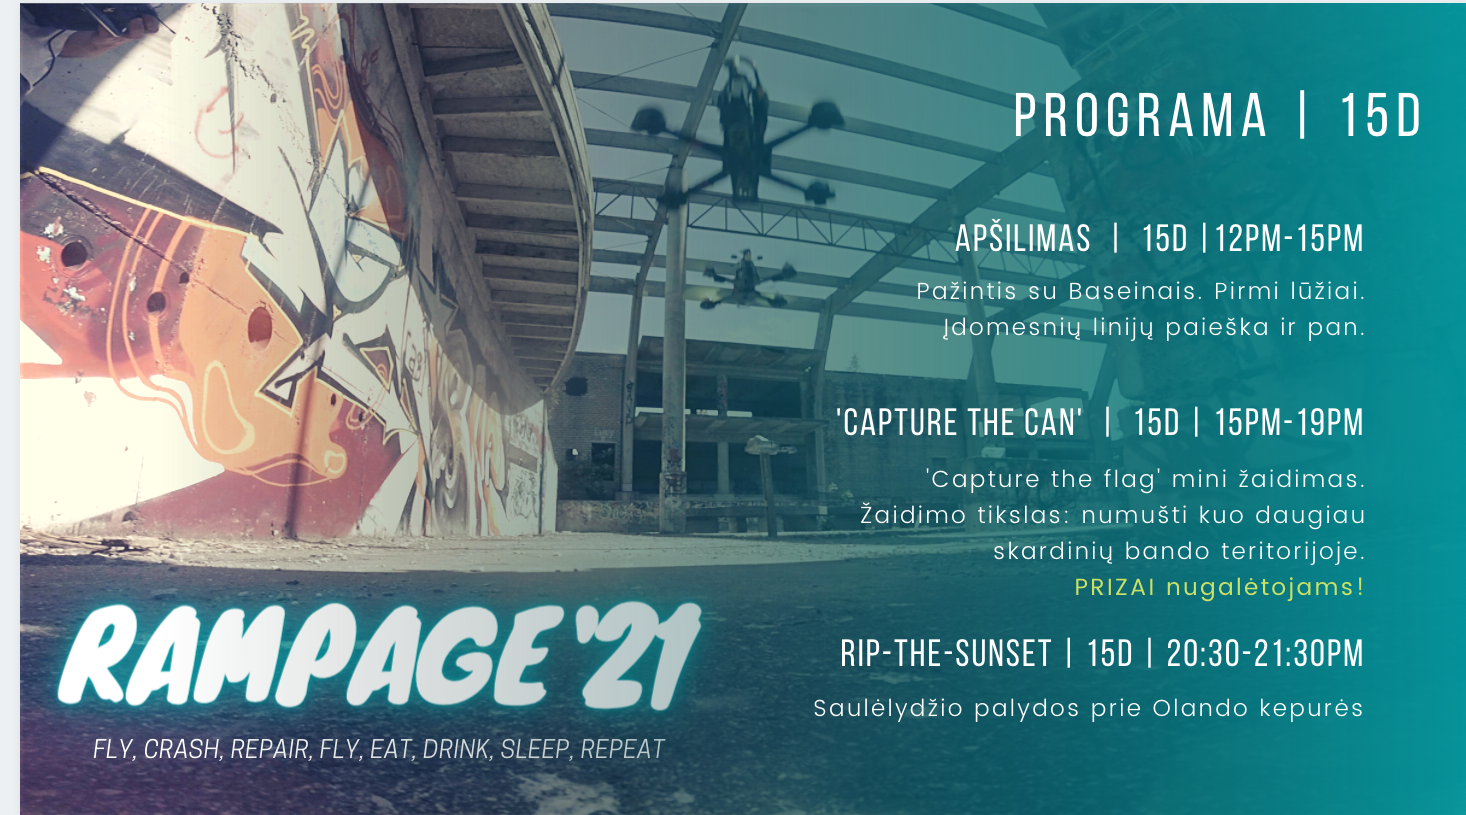 PROGRAMA | 15D
APŠILIMAS | 15D | 12PM-15PM
Pažintis su Baseinais. Pirmi lūžiai.
Įdomesnių linijų paieška ir pan.
'CAPTURE THE CAN' | 15D | 15PM-19PM
'Capture the flag' mini žaidimas.
Žaidimo tikslas: numušti kuo daugiau
skardinių bando teritorijoje.
PRIZAI nugalėtojams!
RIP-THE-SUNSET | 15D | 20:30-21:30PM
Saulėlydžio palydos prie Olando kepurės
RAMPAGE'21
FLY, CRASH, REPAIR, FLY, EAT, DRINK, SLEEP, REPEAT